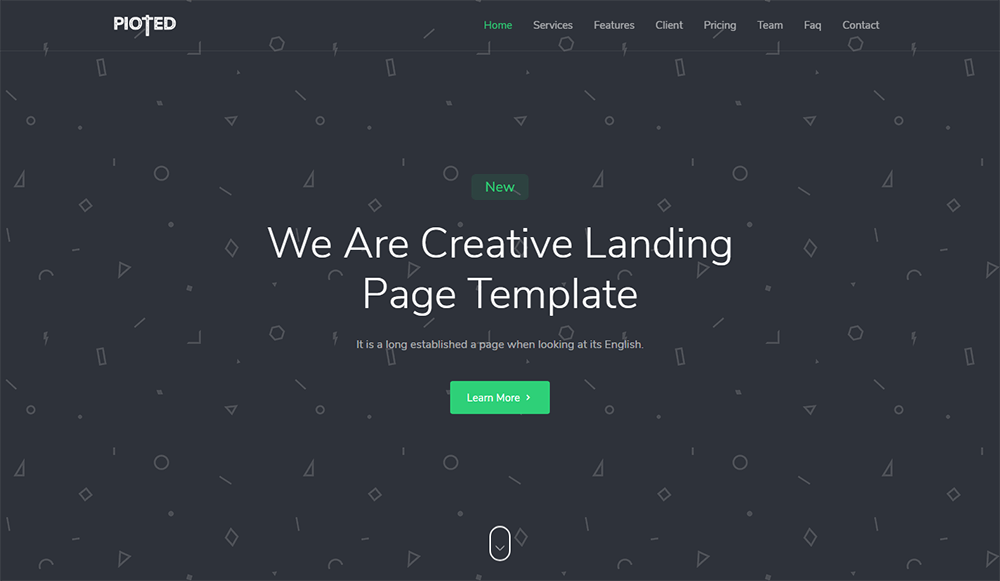 PIOTED
Home Services Features Client Pricing Team Faq Contact
New
We Are Creative Landing
Page Template
It is a long established a page when looking at its English.
Learn More